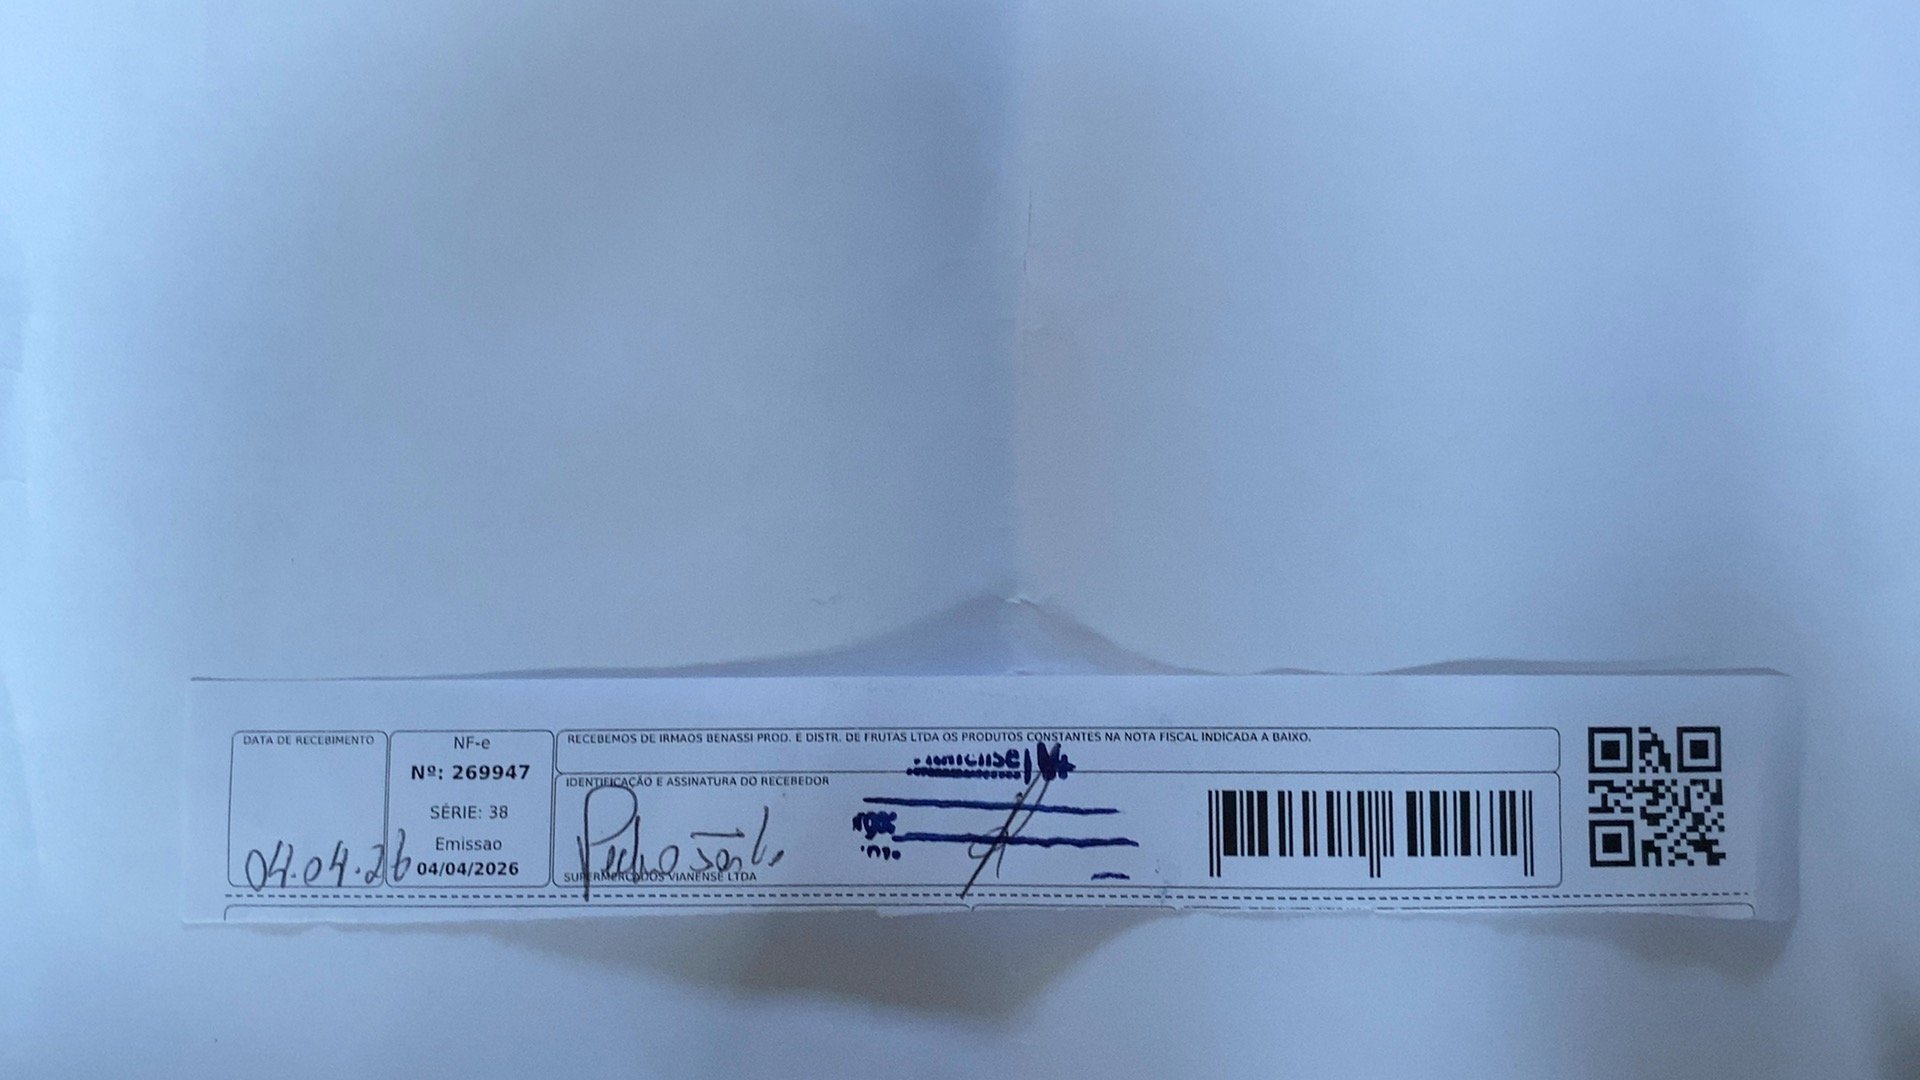 DATA DE RECEBIMENTO
04.04.26
NF-e
Nº: 269947
SÉRIE: 38
Emissao
04/04/2026
RECEBEMOS DE IRMAOS BENASSI PROD. E DISTR. DE FRUTAS LTDA OS PRODUTOS CONSTANTES NA NOTA FISCAL INDICADA A BAIXO.
IDENTIFICAÇÃO E ASSINATURA DO RECEBEDOR
Pedro
SUPERMERCADOS VIANENSE LTDA